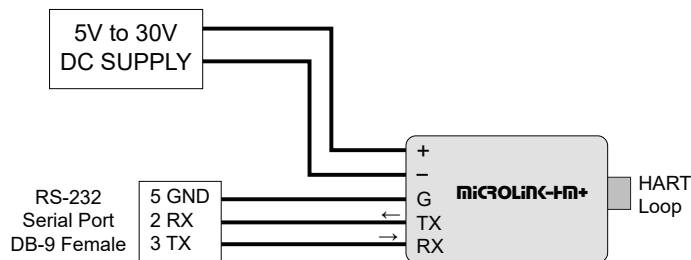 5V to 30V
DC SUPPLY
RS-232
Serial Port
DB-9 Female
5 GND
2 RX
3 TX
+
−
G
TX
RX
←
→
MicroLink-HM+
HART
Loop